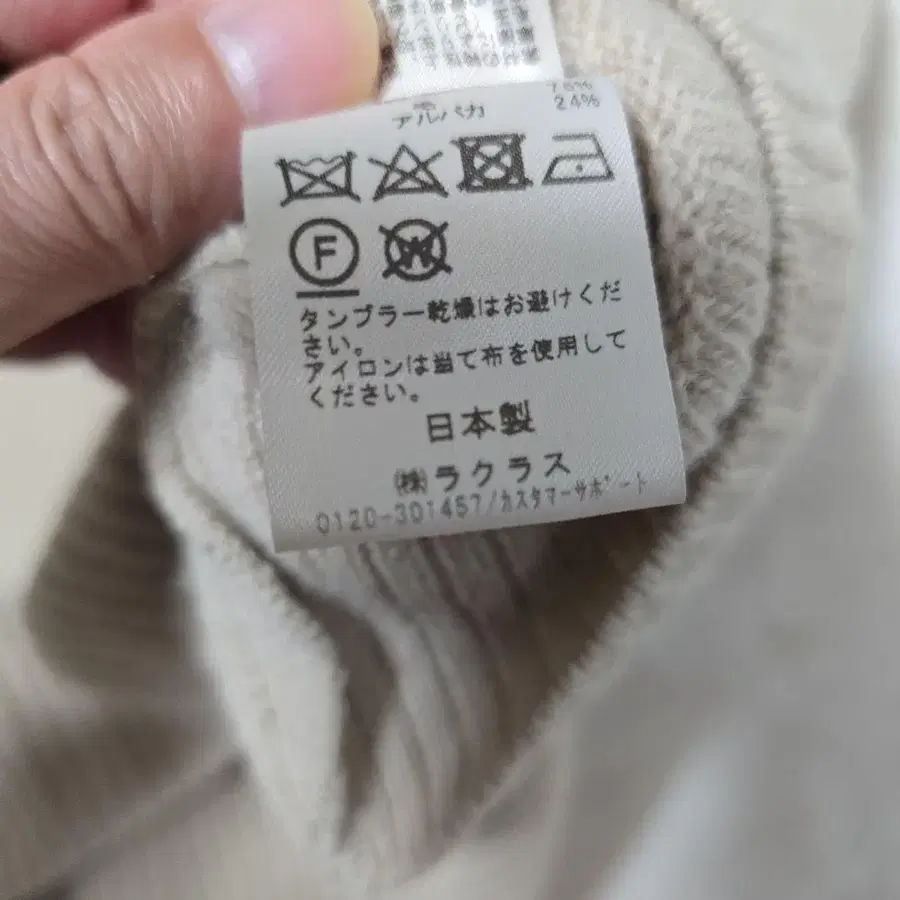 24%
アルパカ
F
W
タンブラー乾燥はお避けくだ
さい。
アイロンは当て布を使用して
ください。
日本製
㈱ラクラス
0120-301457/カスタマーサポート